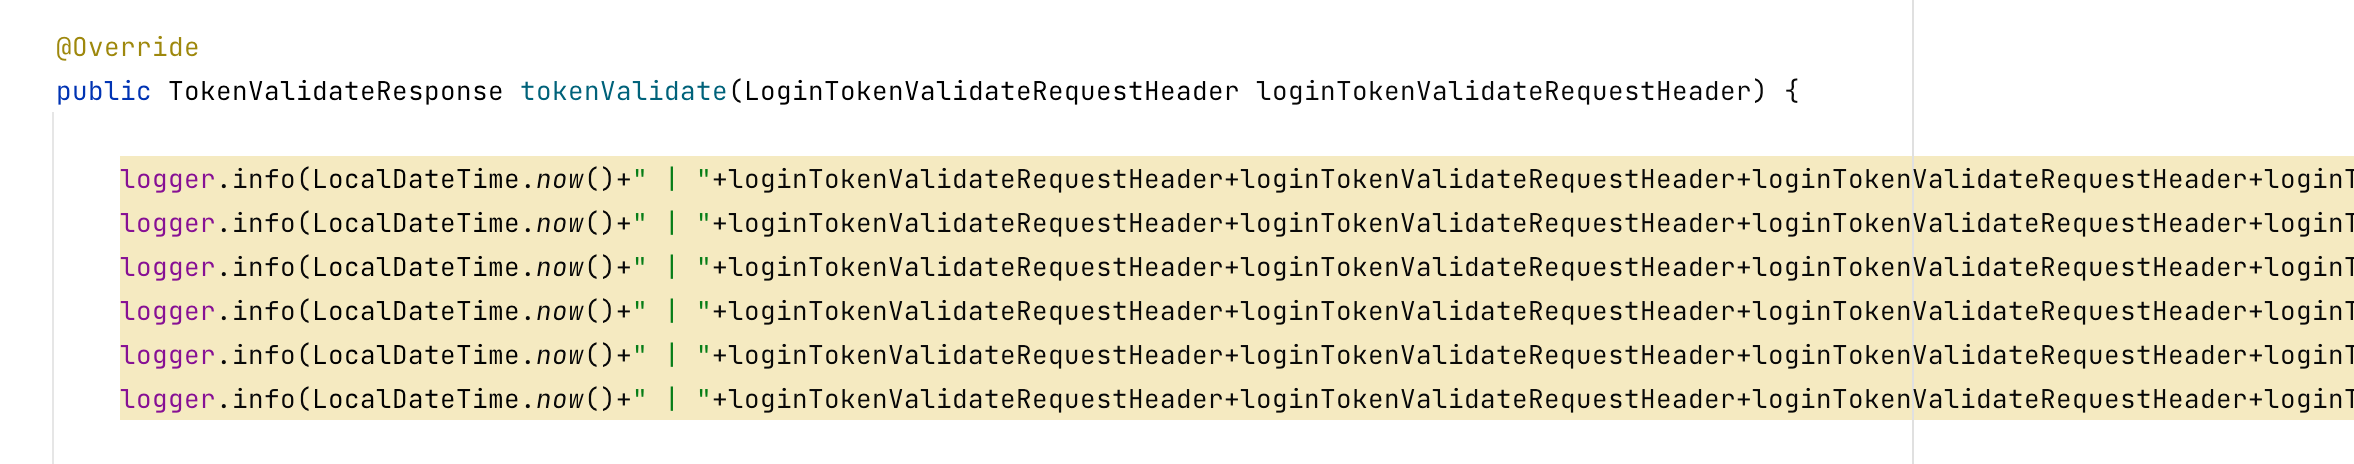 @Override
public TokenValidateResponse tokenValidate(LoginTokenValidateRequestHeader loginTokenValidateRequestHeader) {
logger.info(LocalDateTime.now()+" | "+loginTokenValidateRequestHeader+loginTokenValidateRequestHeader+loginTokenValidateRequestHeader+loginT
logger.info(LocalDateTime.now()+" | "+loginTokenValidateRequestHeader+loginTokenValidateRequestHeader+loginTokenValidateRequestHeader+loginT
logger.info(LocalDateTime.now()+" | "+loginTokenValidateRequestHeader+loginTokenValidateRequestHeader+loginTokenValidateRequestHeader+loginT
logger.info(LocalDateTime.now()+" | "+loginTokenValidateRequestHeader+loginTokenValidateRequestHeader+loginTokenValidateRequestHeader+loginT
logger.info(LocalDateTime.now()+" | "+loginTokenValidateRequestHeader+loginTokenValidateRequestHeader+loginTokenValidateRequestHeader+loginT
logger.info(LocalDateTime.now()+" | "+loginTokenValidateRequestHeader+loginTokenValidateRequestHeader+loginTokenValidateRequestHeader+loginT